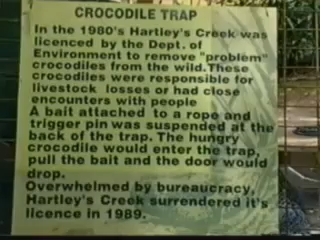 CROCODILE TRAP
In the 1980's Hartley's Creek was
licenced by the Dept. of
Environment to remove "problem"
crocodiles from the wild.These
crocodiles were responsible for
livestock losses or had close
encounters with people
A bait attached to a rope and
trigger pin was suspended at the
back of the trap. The hungry
crocodile would enter the trap,
pull the bait and the door would
drop.
Overwhelmed by bureaucracy,
Hartley's Creek surrendered it's
licence in 1989.